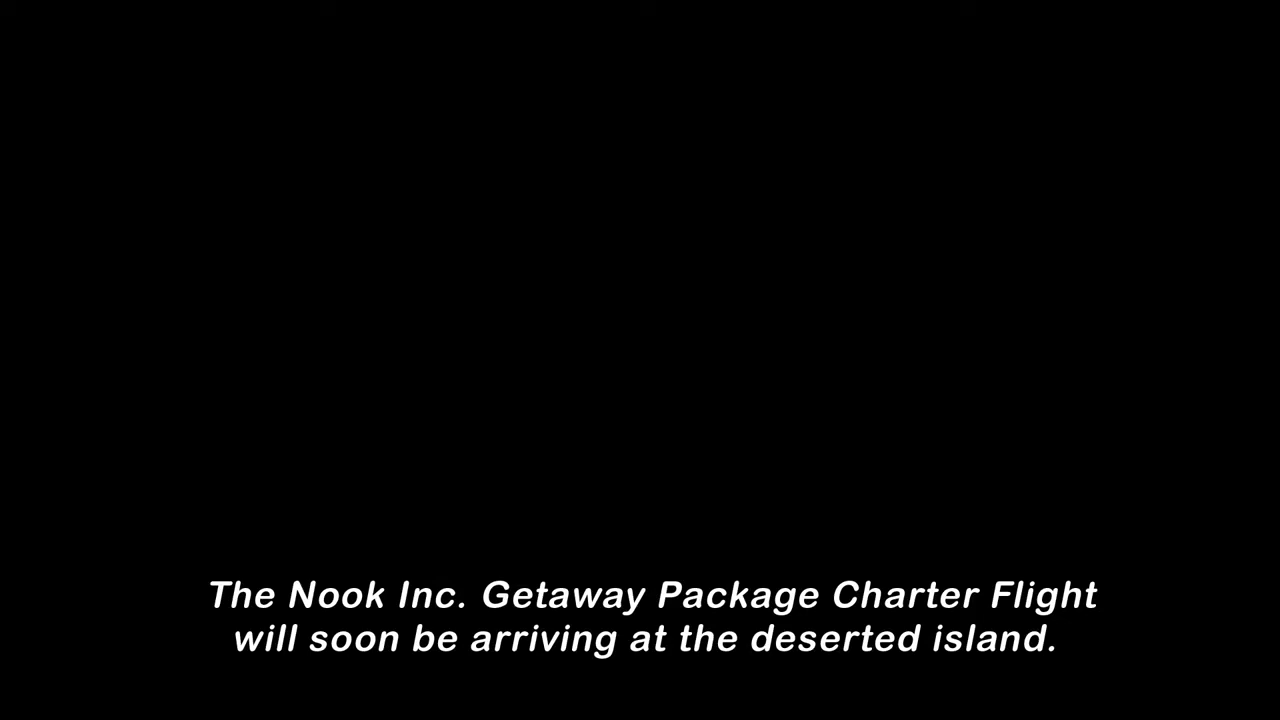 The Nook Inc. Getaway Package Charter Flight
will soon be arriving at the deserted island.